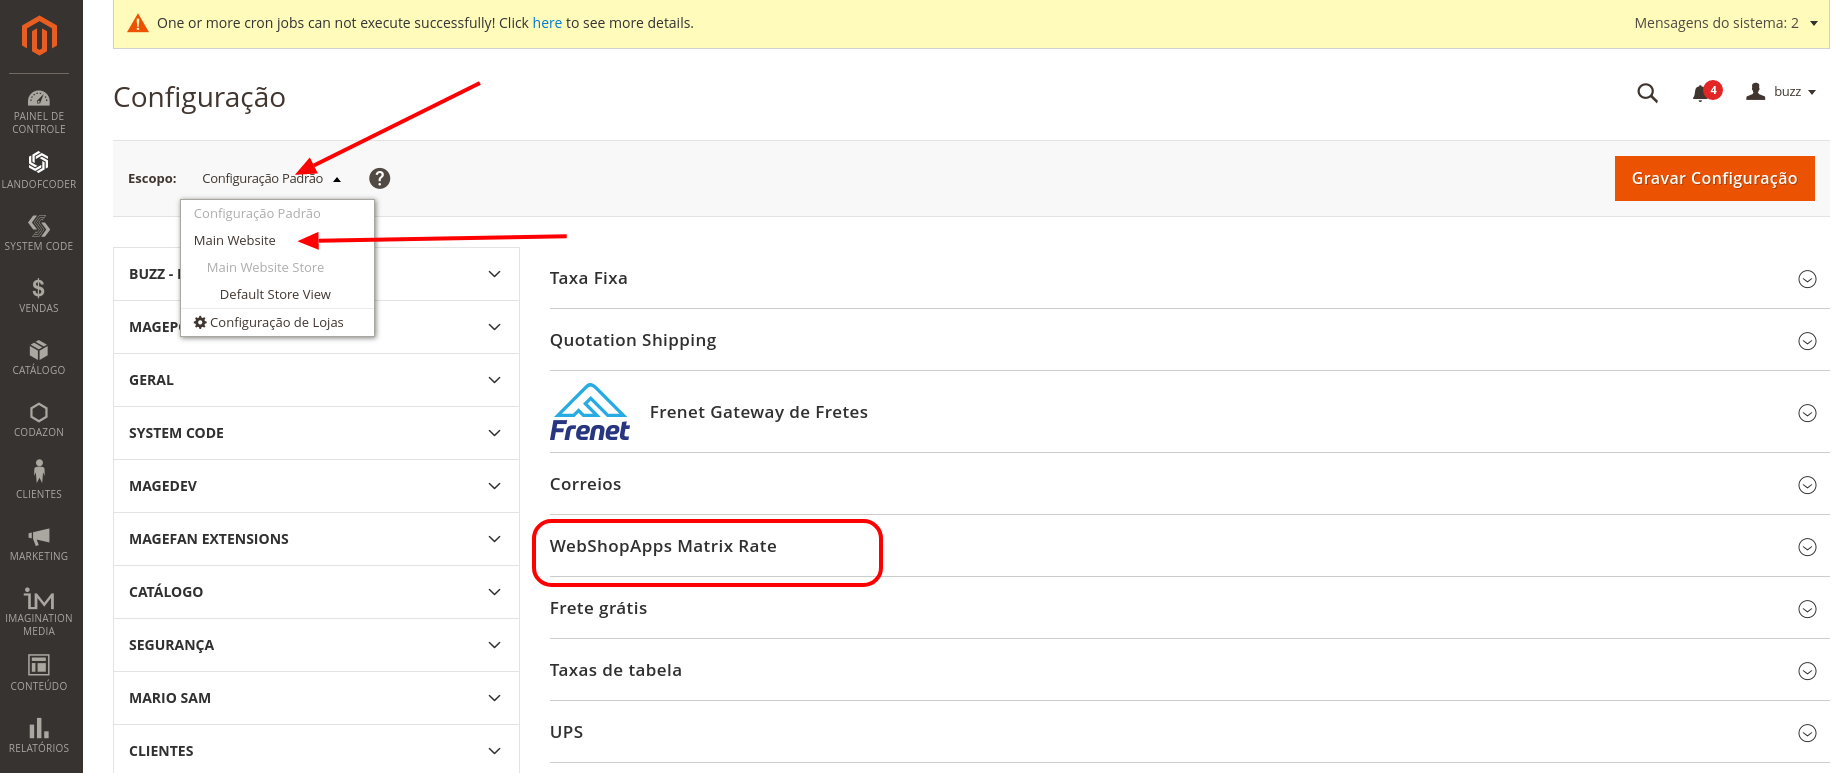 One or more cron jobs can not execute successfully! Click here to see more details.
Mensagens do sistema: 2
Configuração
4
buzz
Escopo:
Configuração Padrão
?
Gravar Configuração
Configuração Padrão
Main Website
Main Website Store
Default Store View
Configuração de Lojas
PAINEL DE
CONTROLE
LANDOFCODER
SYSTEM CODE
$
VENDAS
CATÁLOGO
CODAZON
CLIENTES
MARKETING
iM
IMAGINATION
MEDIA
CONTEÚDO
RELATÓRIOS
BUZZ -
GERAL
SYSTEM CODE
MAGEDEV
MAGEFAN EXTENSIONS
CATÁLOGO
SEGURANÇA
MARIO SAM
CLIENTES
Taxa Fixa
Quotation Shipping
Frenet
Frenet Gateway de Fretes
Correios
WebShopApps Matrix Rate
Frete grátis
Taxas de tabela
UPS